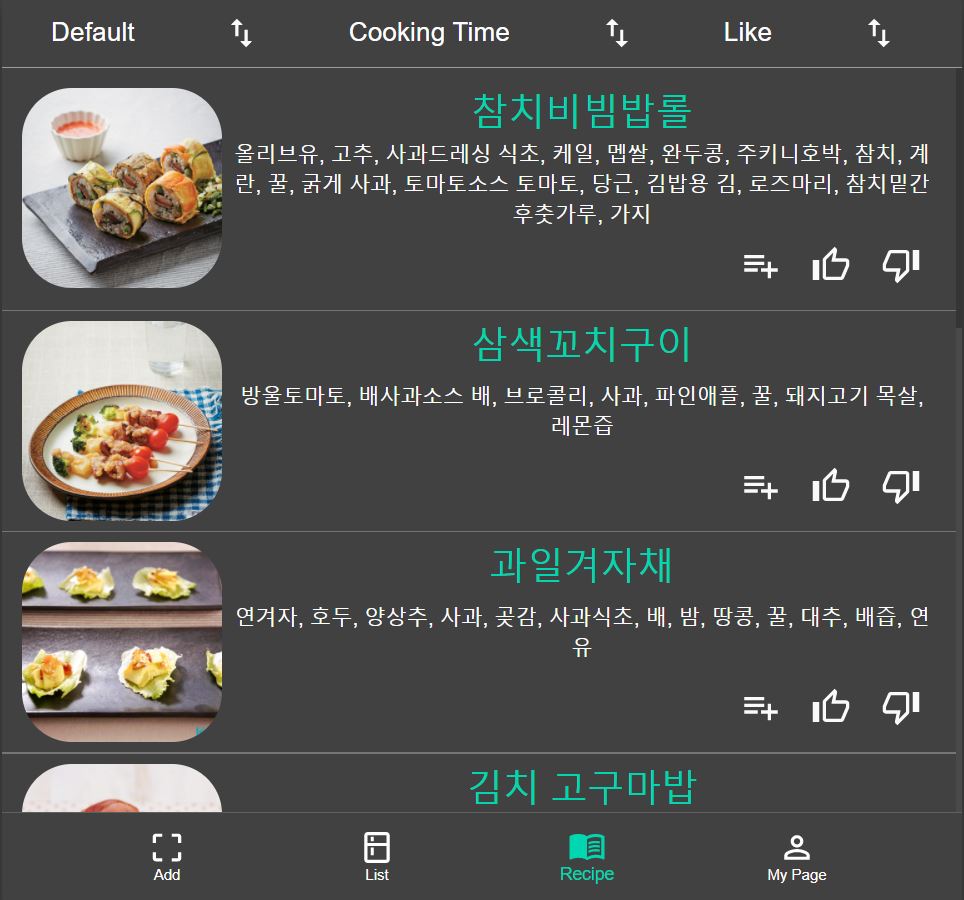 Default Cooking Time Like
참치비빔밥롤
올리브유, 고추, 사과드레싱 식초, 케일, 멥쌀, 완두콩, 주키니호박, 참치, 계
란, 꿀, 굵게 사과, 토마토소스 토마토, 당근, 김밥용 김, 로즈마리, 참치밑간
후춧가루, 가지
삼색꼬치구이
방울토마토, 배사과소스 배, 브로콜리, 사과, 파인애플, 꿀, 돼지고기 목살,
레몬즙
과일겨자채
연겨자, 호두, 양상추, 사과, 곶감, 사과식초, 배, 밤, 땅콩, 꿀, 대추, 배즙, 연
유
김치 고구마밥
Add List Recipe My Page